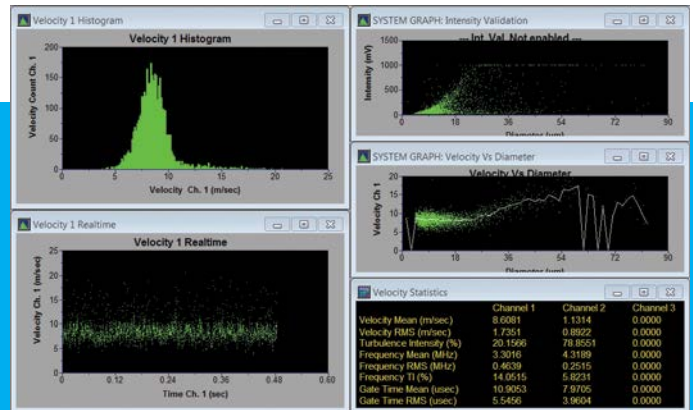 Velocity 1 Histogram
Velocity 1 Histogram
Velocity Count Ch. 1
200
150
100
50
0
0 5 10 15 20 25
Velocity Ch. 1 (m/sec)
Velocity 1 Realtime
Velocity 1 Realtime
Velocity Ch. 1 (m/sec)
25
20
15
10
5
0
0.00 0.12 0.24 0.36 0.48 0.60
Time Ch. 1 (sec)
SYSTEM GRAPH: Intensity Validation
--- Int. Val. Not enabled ---
Intensity (mV)
1500
1000
500
0
0 18 36 54 72 90
Diameter (um)
SYSTEM GRAPH: Velocity Vs Diameter
Velocity Vs Diameter
Velocity Ch. 1
20
15
10
5
0
0 18 36 54 72 90
Diameter (um)
Velocity Statistics
Channel 1 Channel 2 Channel 3
Velocity Mean (m/sec) 8.6081 1.1314 0.0000
Velocity RMS (m/sec) 1.7351 0.8922 0.0000
Turbulence Intensity (%) 20.1566 78.8551 0.0000
Frequency Mean (MHz) 3.3016 4.3189 0.0000
Frequency RMS (MHz) 0.4639 0.2515 0.0000
Frequency TI (%) 14.0515 5.8231 0.0000
Gate Time Mean (usec) 10.9053 7.9705 0.0000
Gate Time RMS (usec) 5.5456 3.9604 0.0000